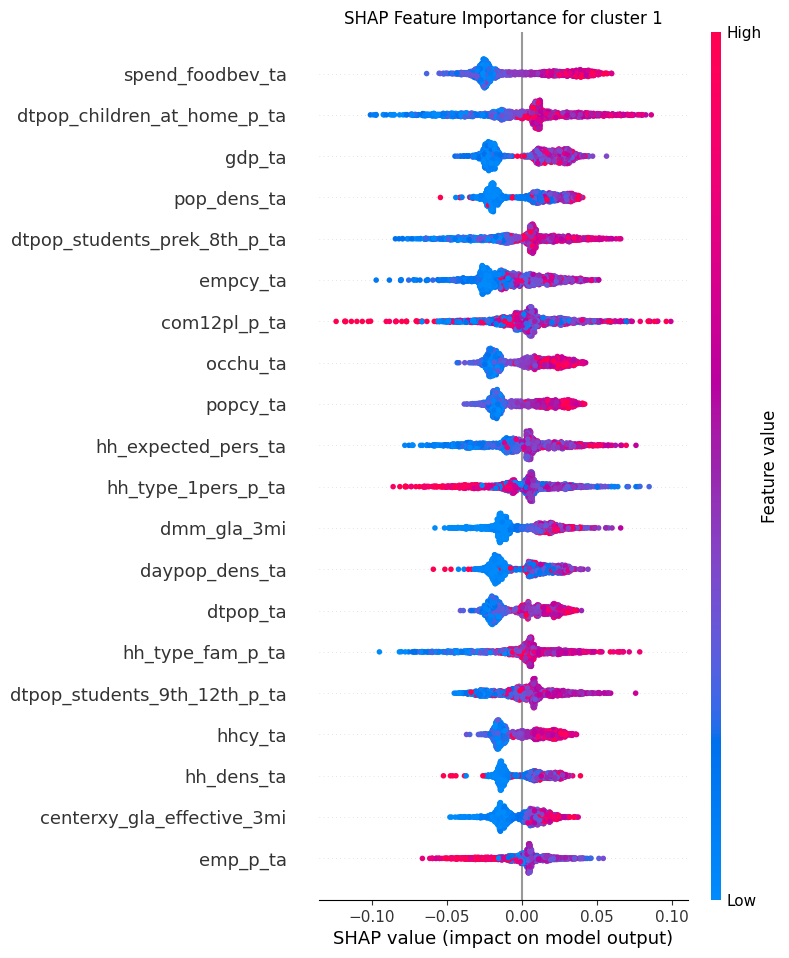 SHAP Feature Importance for cluster 1
High
spend_foodbev_ta
dtpop_children_at_home_p_ta
gdp_ta
pop_dens_ta
dtpop_students_prek_8th_p_ta
empcy_ta
com12pl_p_ta
occhu_ta
popcy_ta
hh_expected_pers_ta
hh_type_1pers_p_ta
dmm_gla_3mi
daypop_dens_ta
dtpop_ta
hh_type_fam_p_ta
dtpop_students_9th_12th_p_ta
hhcy_ta
hh_dens_ta
centerxy_gla_effective_3mi
emp_p_ta
Feature value
Low
−0.10 −0.05 0.00 0.05 0.10
SHAP value (impact on model output)